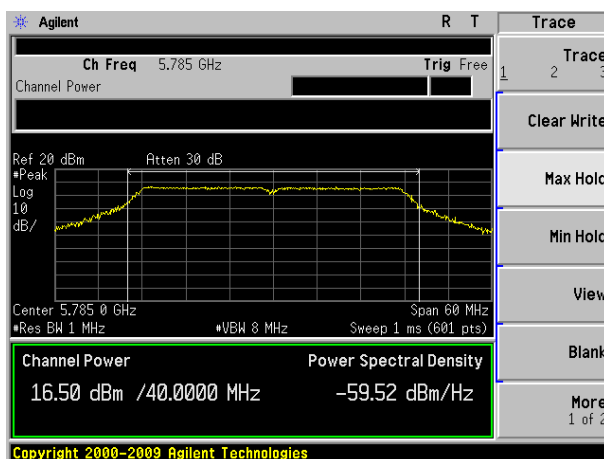 Agilent R T
Trace
Ch Freq 5.785 GHz Trig Free
Channel Power
Trace
1 2 3
Clear Write
Max Hold
Min Hold
View
Blank
More
1 of 2
Ref 20 dBm Atten 30 dB
#Peak
Log
10
dB/
Center 5.785 0 GHz Span 60 MHz
#Res BW 1 MHz #VBW 8 MHz Sweep 1 ms (601 pts)
Channel Power Power Spectral Density
16.50 dBm /40.0000 MHz -59.52 dBm/Hz
Copyright 2000-2009 Agilent Technologies